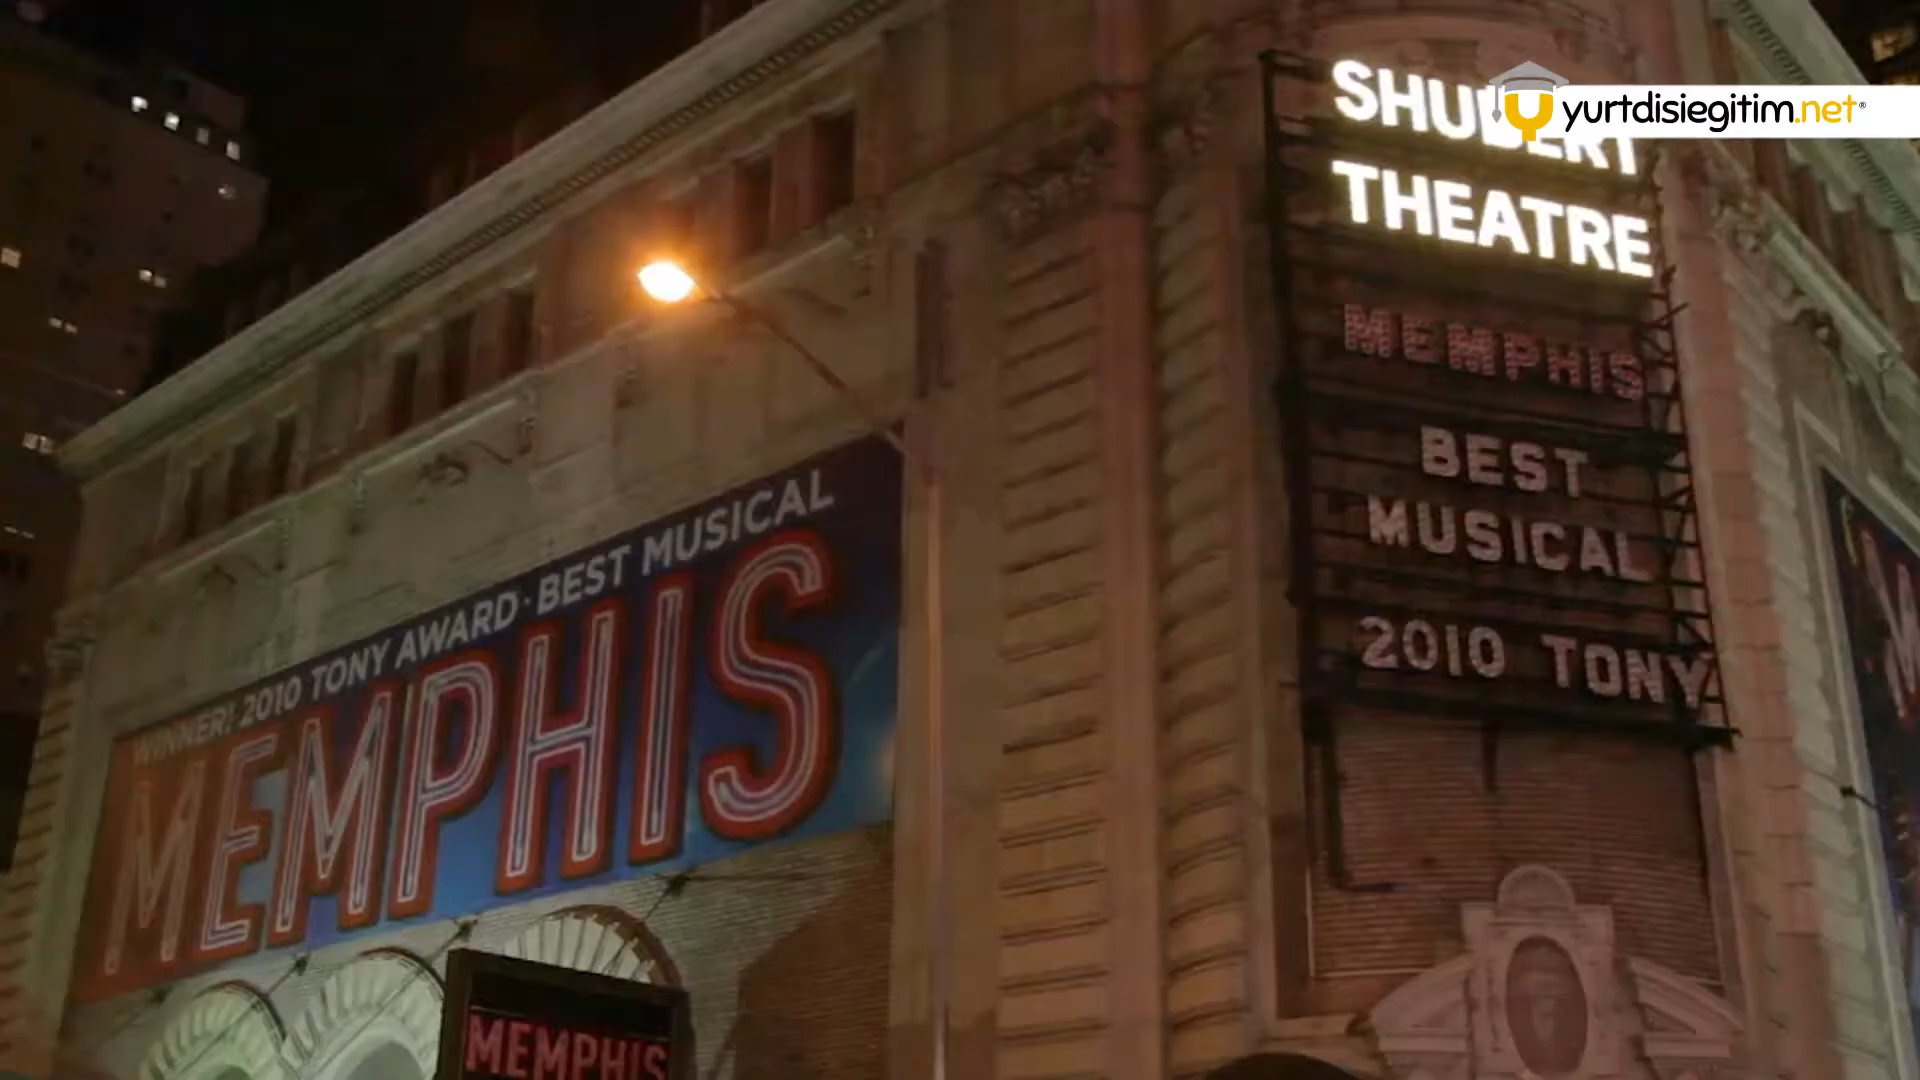 SHUBERT
THEATRE
yurtdisiegitim.net®
MEMPHIS
BEST
MUSICAL
2010 TONY
WINNER! 2010 TONY AWARD · BEST MUSICAL
MEMPHIS
MEMPHIS